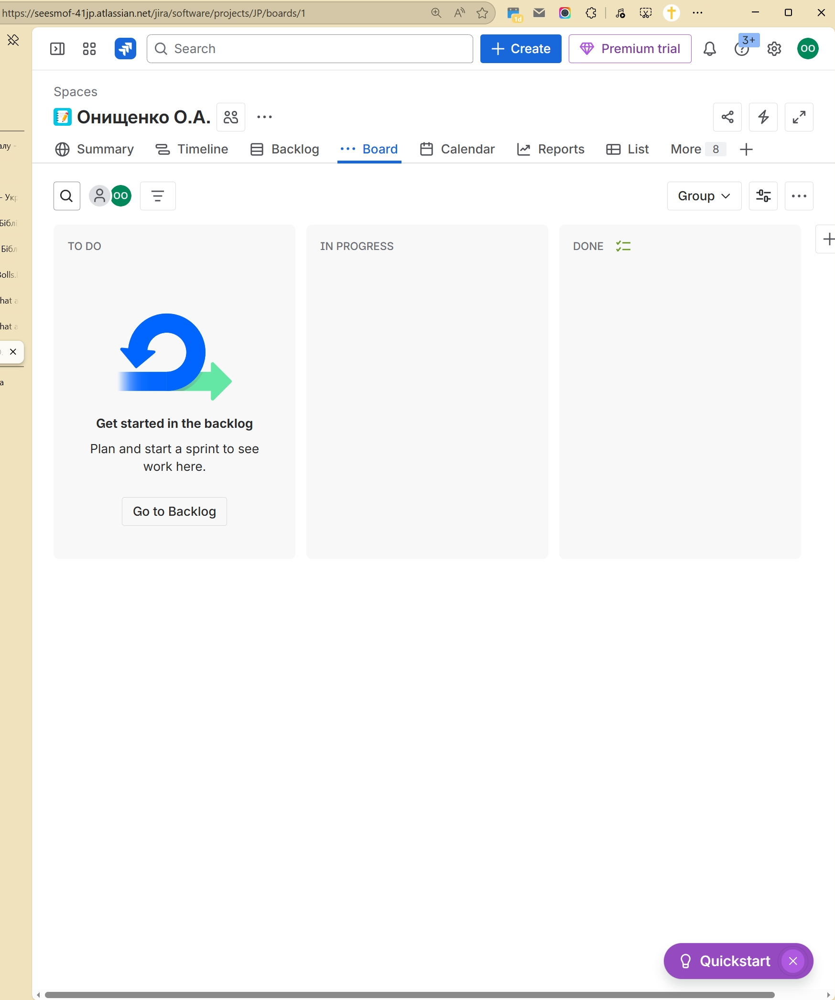 https://seesmof-41jp.atlassian.net/jira/software/projects/JP/boards/1
1d
Search
Create
Premium trial
3+
OO
Spaces
Онищенко О.А.
Summary
Timeline
Backlog
Board
Calendar
Reports
List
More 8
OO
Group
TO DO
IN PROGRESS
DONE
Get started in the backlog
Plan and start a sprint to see
work here.
Go to Backlog
Quickstart
алу -
- Укр
Біблі
Бібл
Bolls.
hat a
hat a
а